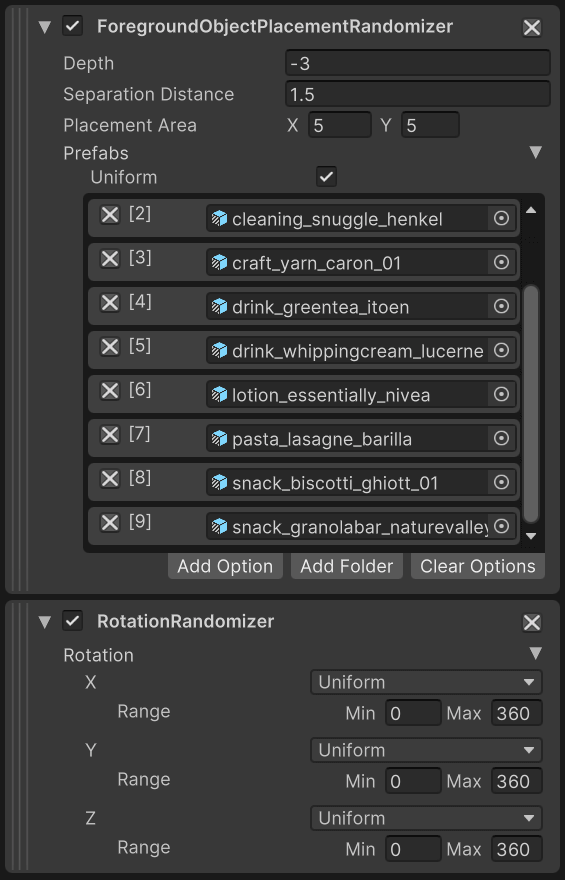 ForegroundObjectPlacementRandomizer
Depth -3
Separation Distance 1.5
Placement Area X 5 Y 5
Prefabs
Uniform
[2] cleaning_snuggle_henkel
[3] craft_yarn_caron_01
[4] drink_greentea_itoen
[5] drink_whippingcream_lucerne
[6] lotion_essentially_nivea
[7] pasta_lasagne_barilla
[8] snack_biscotti_ghiott_01
[9] snack_granolabar_naturevalley
Add Option Add Folder Clear Options
RotationRandomizer
Rotation
X Uniform
Range Min 0 Max 360
Y Uniform
Range Min 0 Max 360
Z Uniform
Range Min 0 Max 360